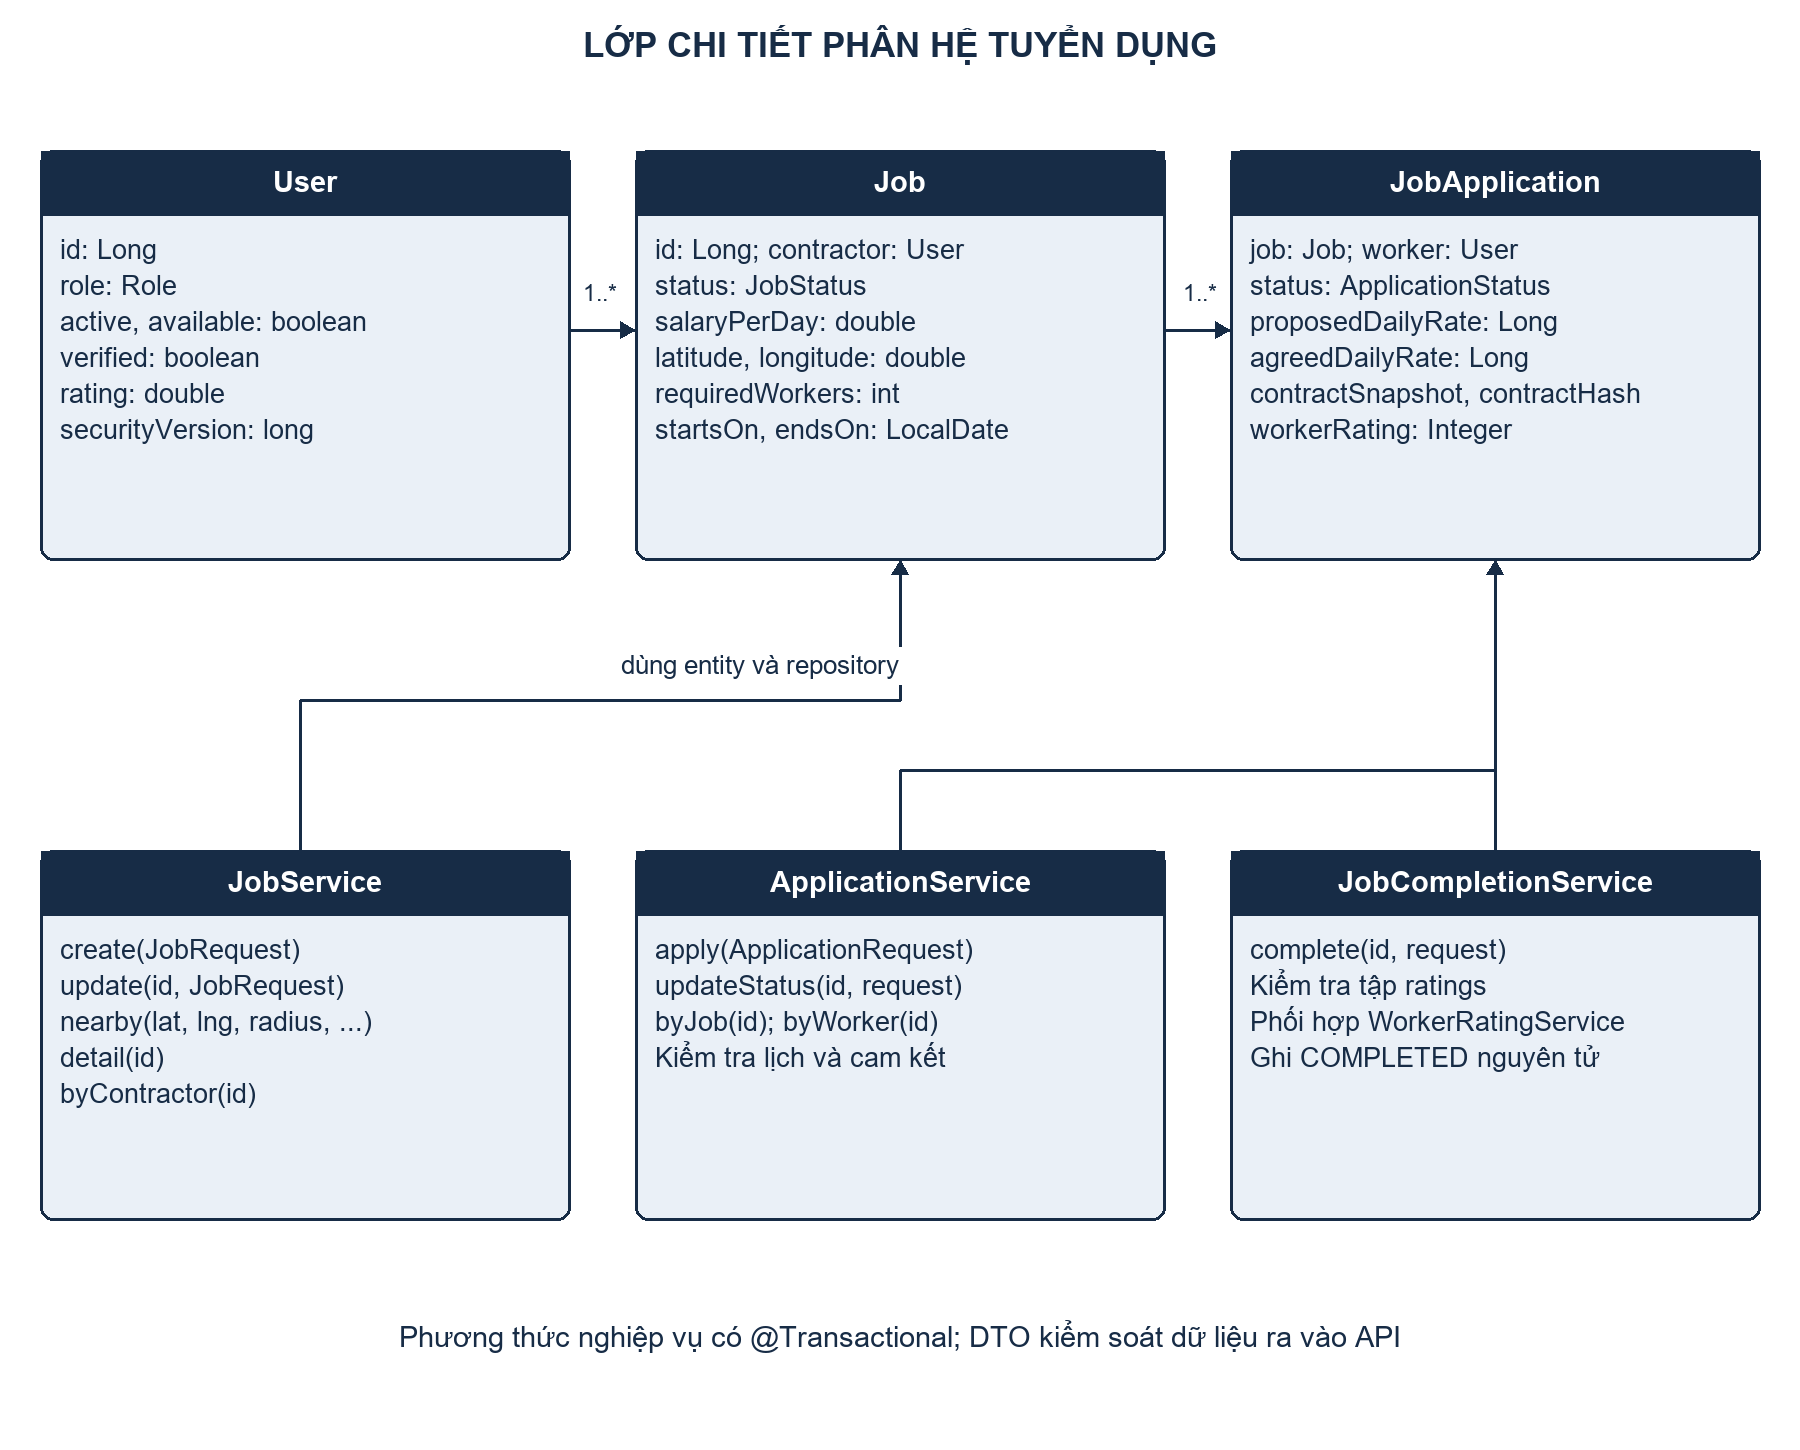 LỚP CHI TIẾT PHÂN HỆ TUYỂN DỤNG
User
id: Long
role: Role
active, available: boolean
verified: boolean
rating: double
securityVersion: long
1..*
Job
id: Long; contractor: User
status: JobStatus
salaryPerDay: double
latitude, longitude: double
requiredWorkers: int
startsOn, endsOn: LocalDate
1..*
JobApplication
job: Job; worker: User
status: ApplicationStatus
proposedDailyRate: Long
agreedDailyRate: Long
contractSnapshot, contractHash
workerRating: Integer
dùng entity và repository
JobService
create(JobRequest)
update(id, JobRequest)
nearby(lat, lng, radius, ...)
detail(id)
byContractor(id)
ApplicationService
apply(ApplicationRequest)
updateStatus(id, request)
byJob(id); byWorker(id)
Kiểm tra lịch và cam kết
JobCompletionService
complete(id, request)
Kiểm tra tập ratings
Phối hợp WorkerRatingService
Ghi COMPLETED nguyên tử
Phương thức nghiệp vụ có @Transactional; DTO kiểm soát dữ liệu ra vào API